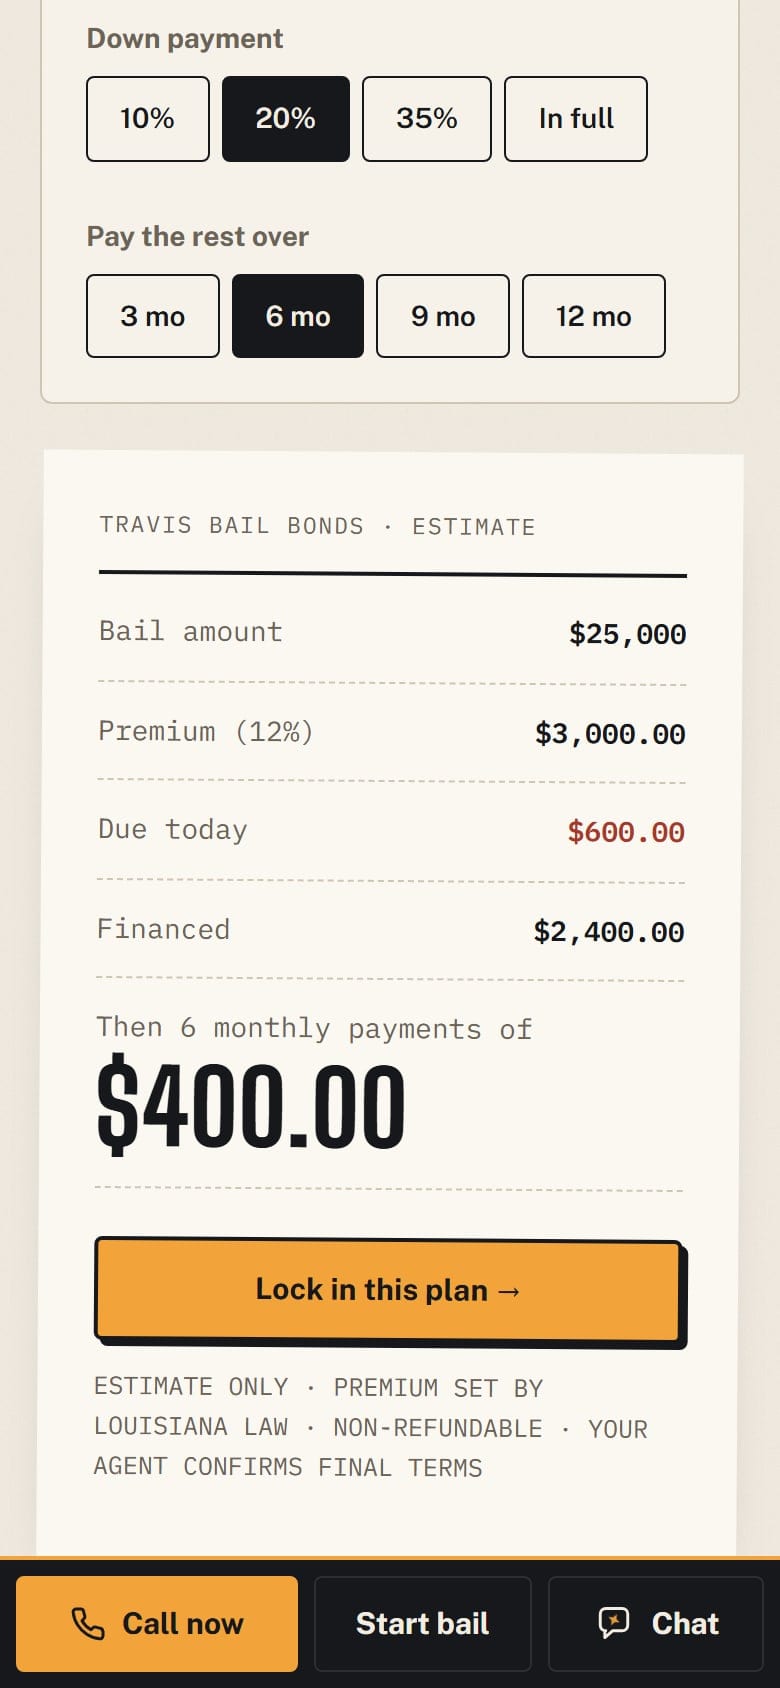 Down payment
10% 20% 35% In full
Pay the rest over
3 mo 6 mo 9 mo 12 mo
TRAVIS BAIL BONDS · ESTIMATE
Bail amount $25,000
Premium (12%) $3,000.00
Due today $600.00
Financed $2,400.00
Then 6 monthly payments of
$400.00
Lock in this plan →
ESTIMATE ONLY · PREMIUM SET BY
LOUISIANA LAW · NON-REFUNDABLE · YOUR
AGENT CONFIRMS FINAL TERMS
Call now Start bail Chat